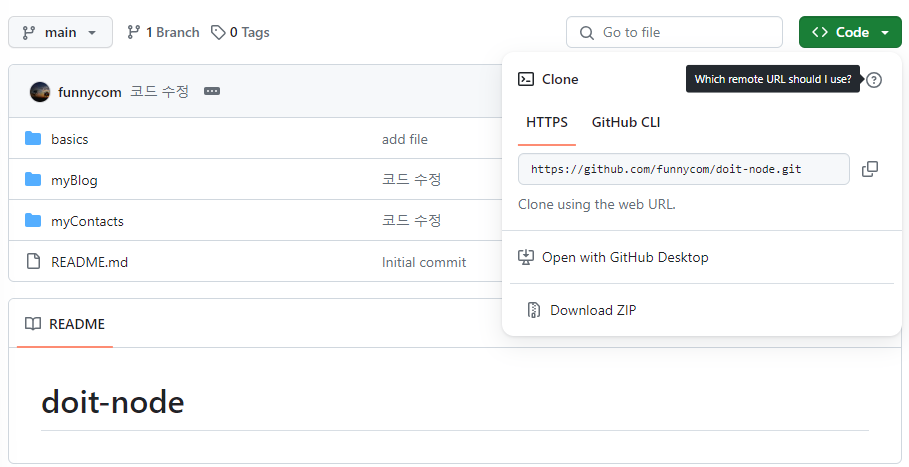 main 1 Branch 0 Tags Go to file Code
funnycom 코드 수정
basics add file
myBlog 코드 수정
myContacts 코드 수정
README.md Initial commit
Clone Which remote URL should I use?
HTTPS GitHub CLI
https://github.com/funnycom/doit-node.git
Clone using the web URL.
Open with GitHub Desktop
Download ZIP
README
doit-node